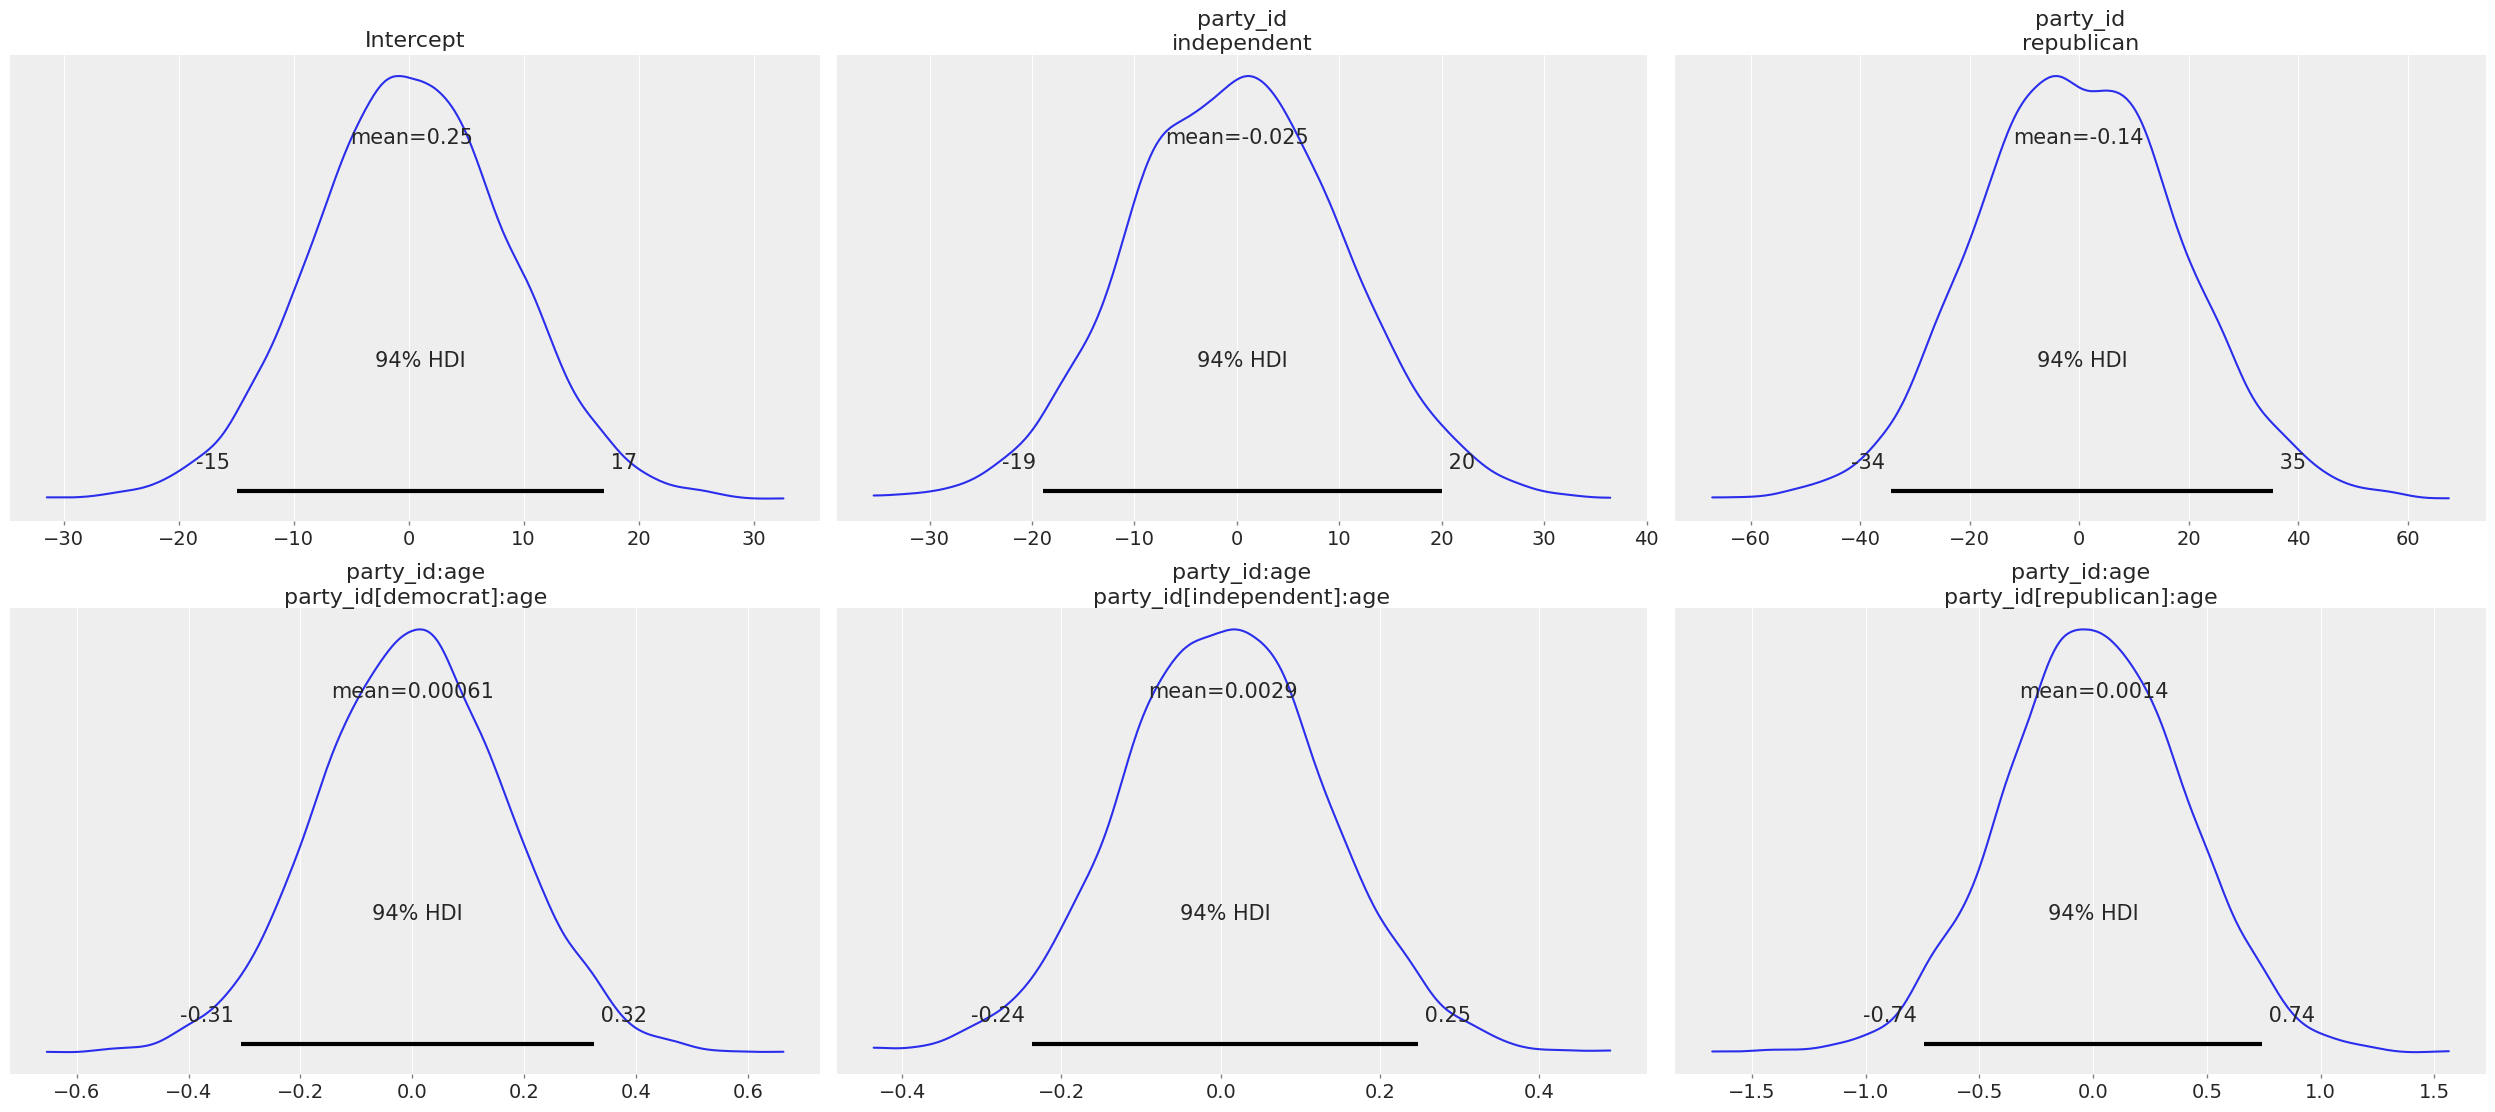 Intercept
mean=0.25
94% HDI
-15 17
−30 −20 −10 0 10 20 30
party_id
independent
mean=-0.025
94% HDI
-19 20
−30 −20 −10 0 10 20 30 40
party_id
republican
mean=-0.14
94% HDI
-34 35
−60 −40 −20 0 20 40 60
party_id:age
party_id[democrat]:age
mean=0.00061
94% HDI
-0.31 0.32
−0.6 −0.4 −0.2 0.0 0.2 0.4 0.6
party_id:age
party_id[independent]:age
mean=0.0029
94% HDI
-0.24 0.25
−0.4 −0.2 0.0 0.2 0.4
party_id:age
party_id[republican]:age
mean=0.0014
94% HDI
-0.74 0.74
−1.5 −1.0 −0.5 0.0 0.5 1.0 1.5